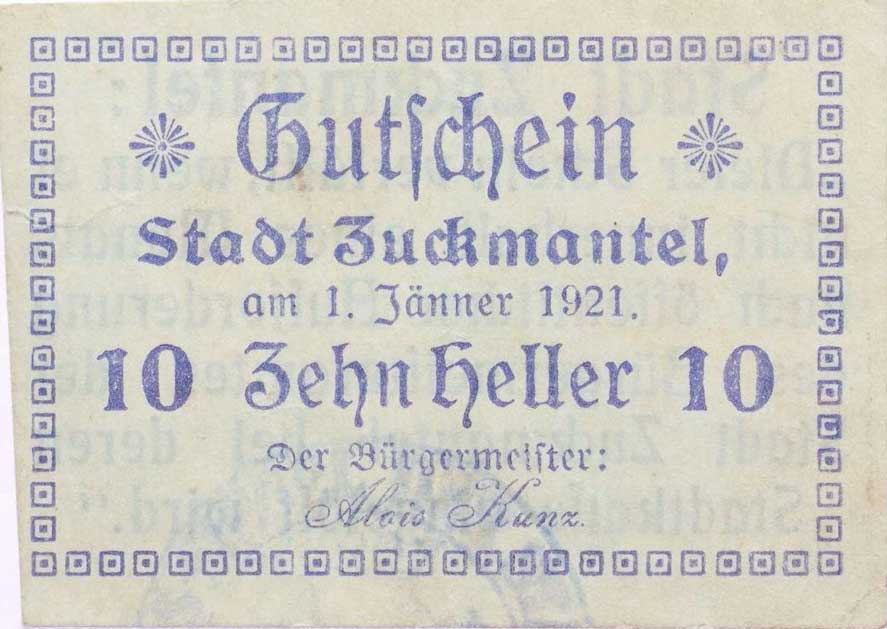 Gutschein
Stadt Zuckmantel,
am 1. Jänner 1921.
10 Zehn Heller 10
Der Bürgermeister:
Alois Kunz.